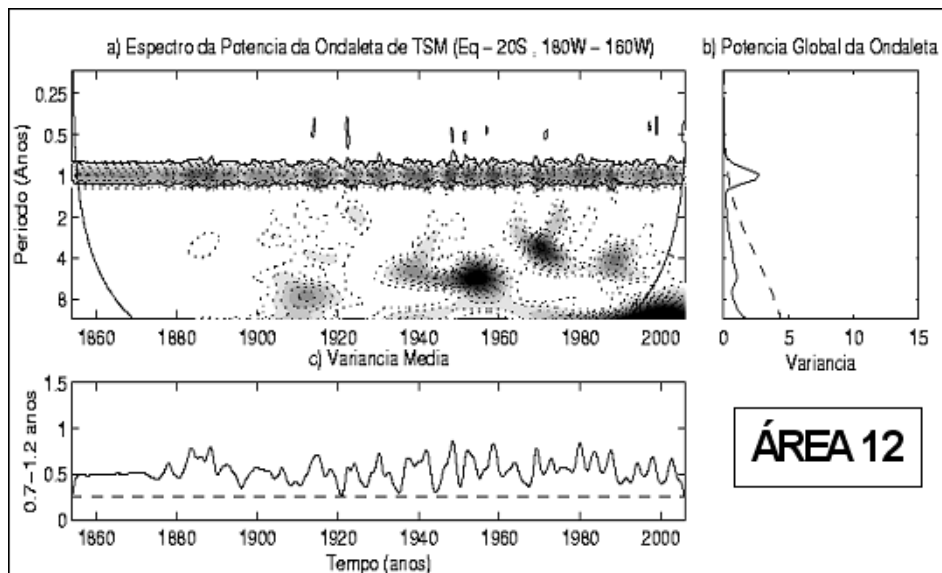 a) Espectro da Potencia da Ondaleta de TSM (Eq - 20S , 180W - 160W)
b) Potencia Global da Ondaleta
Periodo (Anos)
0.25
0.5
1
2
4
8
1860 1880 1900 1920 1940 1960 1980 2000
0 5 10 15
Variancia
c) Variancia Media
0.7-1.2 anos
1.5
1
0.5
0
1860 1880 1900 1920 1940 1960 1980 2000
Tempo (anos)
ÁREA 12